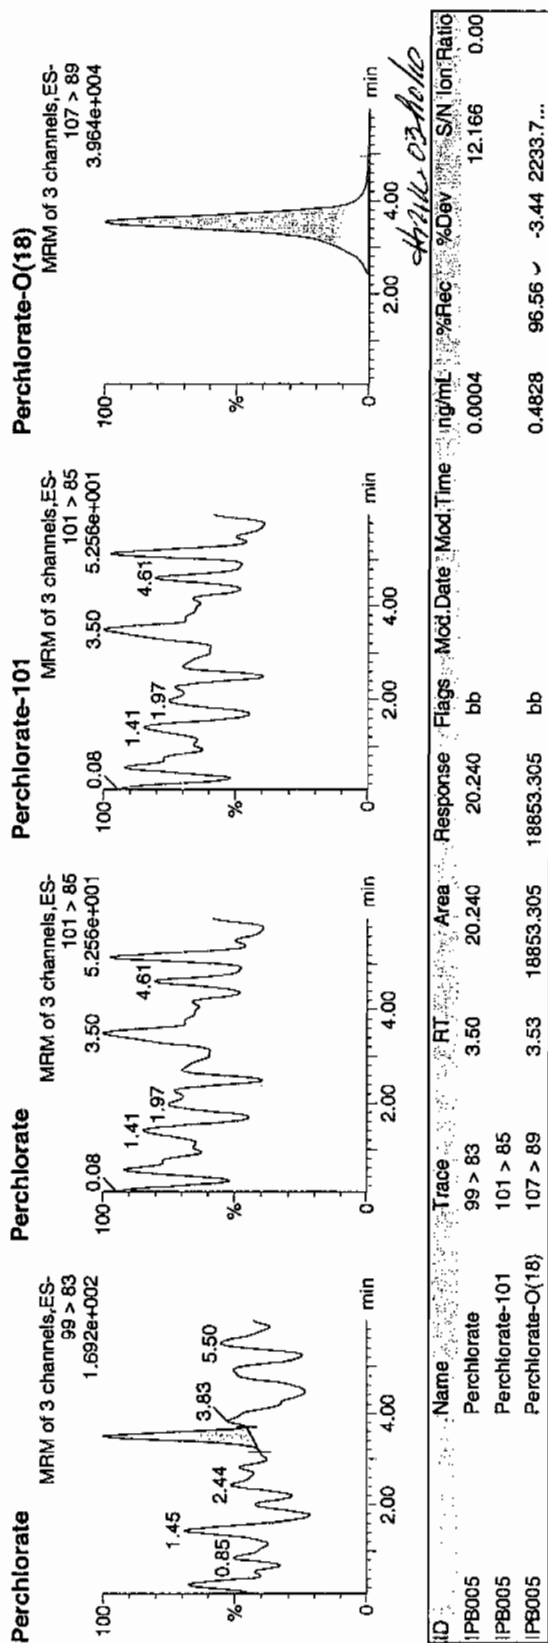 Perchlorate
MRM of 3 channels,ES-
99 > 83
1.692e+002
100
%
0
0.85
1.45
2.44
3.83
5.50
2.00
4.00
min
Perchlorate
MRM of 3 channels,ES-
101 > 85
5.256e+001
100
%
0
0.08
1.41
1.97
3.50
4.61
2.00
4.00
min
Perchlorate-101
MRM of 3 channels,ES-
101 > 85
5.256e+001
100
%
0
0.08
1.41
1.97
3.50
4.61
2.00
4.00
min
Perchlorate-O(18)
MRM of 3 channels,ES-
107 > 89
3.964e+004
100
%
0
2.00
4.00
min
ID Name Trace RT Area Response Flags Mod.Date Mod.Time ng/mL %Rec %Dev S/N Ion Ratio
IPB005 Perchlorate 99 > 83 3.50 20.240 20.240 bb 0.0004 12.166 0.00
IPB005 Perchlorate-101 101 > 85
IPB005 Perchlorate-O(18) 107 > 89 3.53 18853.305 18853.305 bb 0.4828 96.56 -3.44 2233.7...